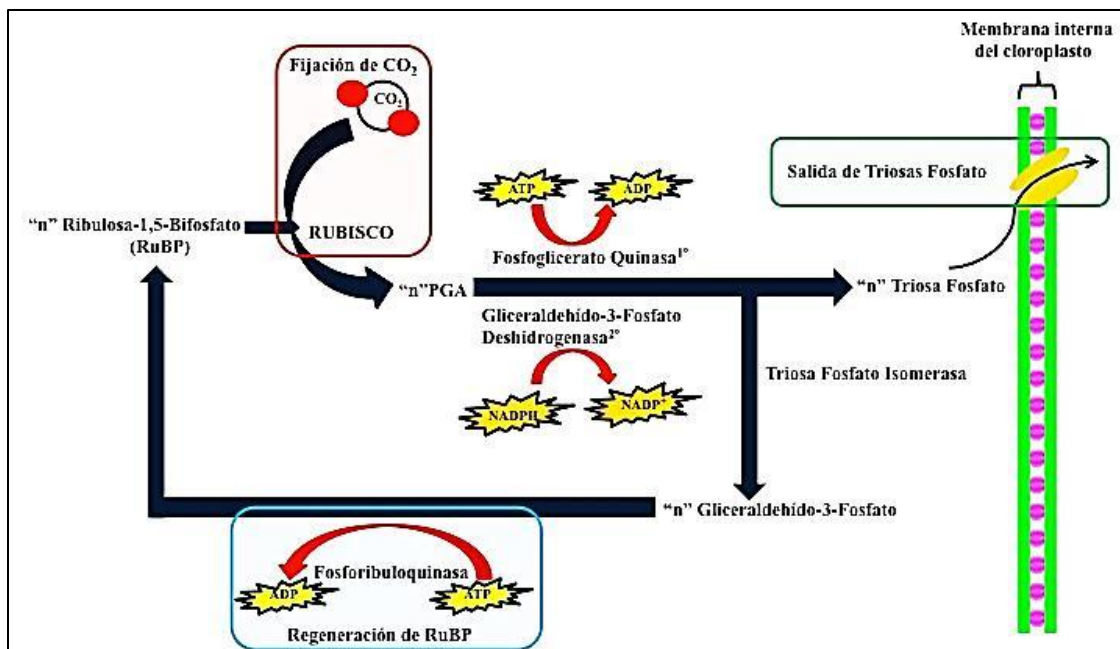 Membrana interna
del cloroplasto
Fijación de CO₂
CO₂
Salida de Triosas Fosfato
ATP
ADP
"n" Ribulosa-1,5-Bifosfato
(RuBP)
RUBISCO
Fosfoglicerato Quinasa¹º
"n"PGA
"n" Triosa Fosfato
Gliceraldehído-3-Fosfato
Deshidrogenasa²º
Triosa Fosfato Isomerasa
NADPH
NADP⁺
"n" Gliceraldehído-3-Fosfato
Fosforibuloquinasa
ADP
ATP
Regeneración de RuBP